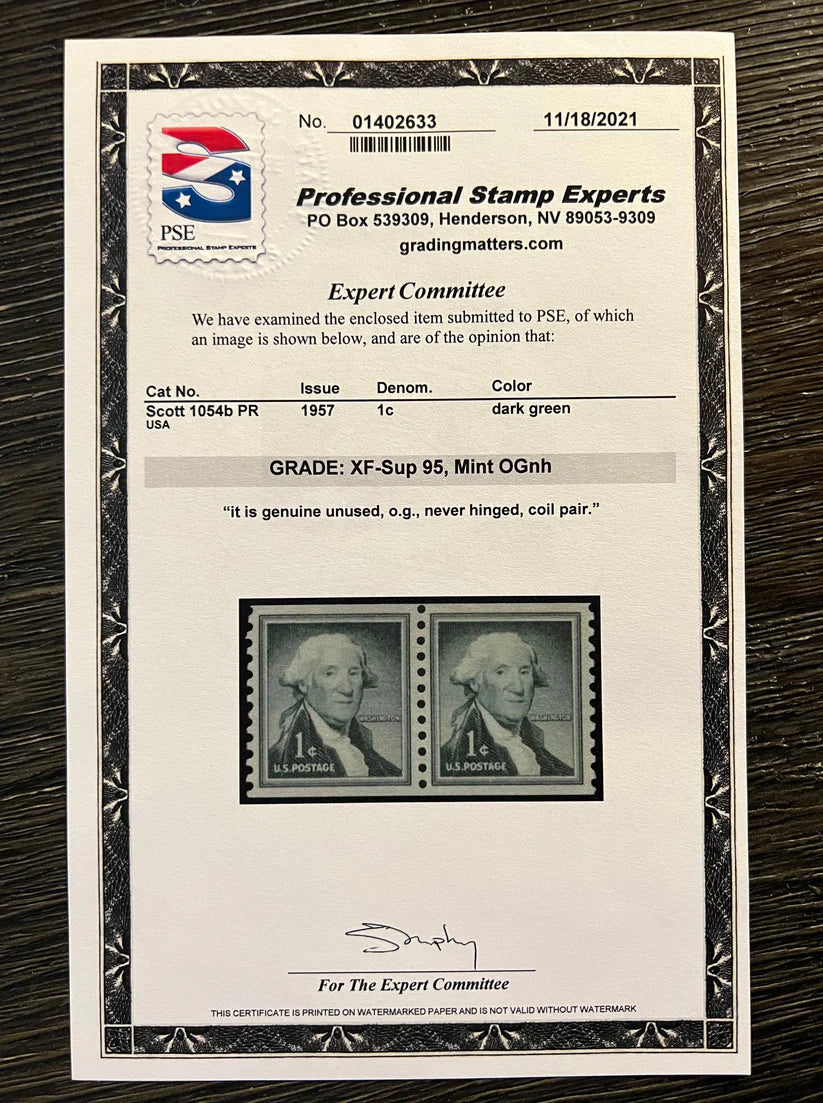 No. 01402633
11/18/2021
PSE
PROFESSIONAL STAMP EXPERTS
Professional Stamp Experts
PO Box 539309, Henderson, NV 89053-9309
gradingmatters.com
Expert Committee
We have examined the enclosed item submitted to PSE, of which
an image is shown below, and are of the opinion that:
Cat No. Issue Denom. Color
Scott 1054b PR 1957 1c dark green
USA
GRADE: XF-Sup 95, Mint OGnh
“it is genuine unused, o.g., never hinged, coil pair.”
WASHINGTON
1¢
U.S.POSTAGE
WASHINGTON
1¢
U.S.POSTAGE
For The Expert Committee
THIS CERTIFICATE IS PRINTED ON WATERMARKED PAPER AND IS NOT VALID WITHOUT WATERMARK